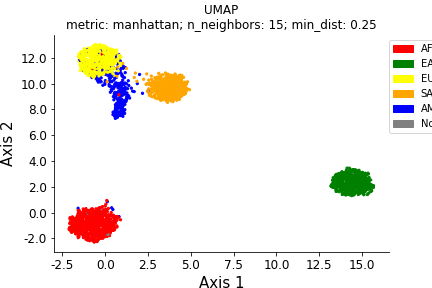 UMAP
metric: manhattan; n_neighbors: 15; min_dist: 0.25
12.0
10.0
8.0
6.0
4.0
2.0
0.0
-2.0
Axis 2
-2.5 0.0 2.5 5.0 7.5 10.0 12.5 15.0
Axis 1
AF
EA
EU
SA
AM
No